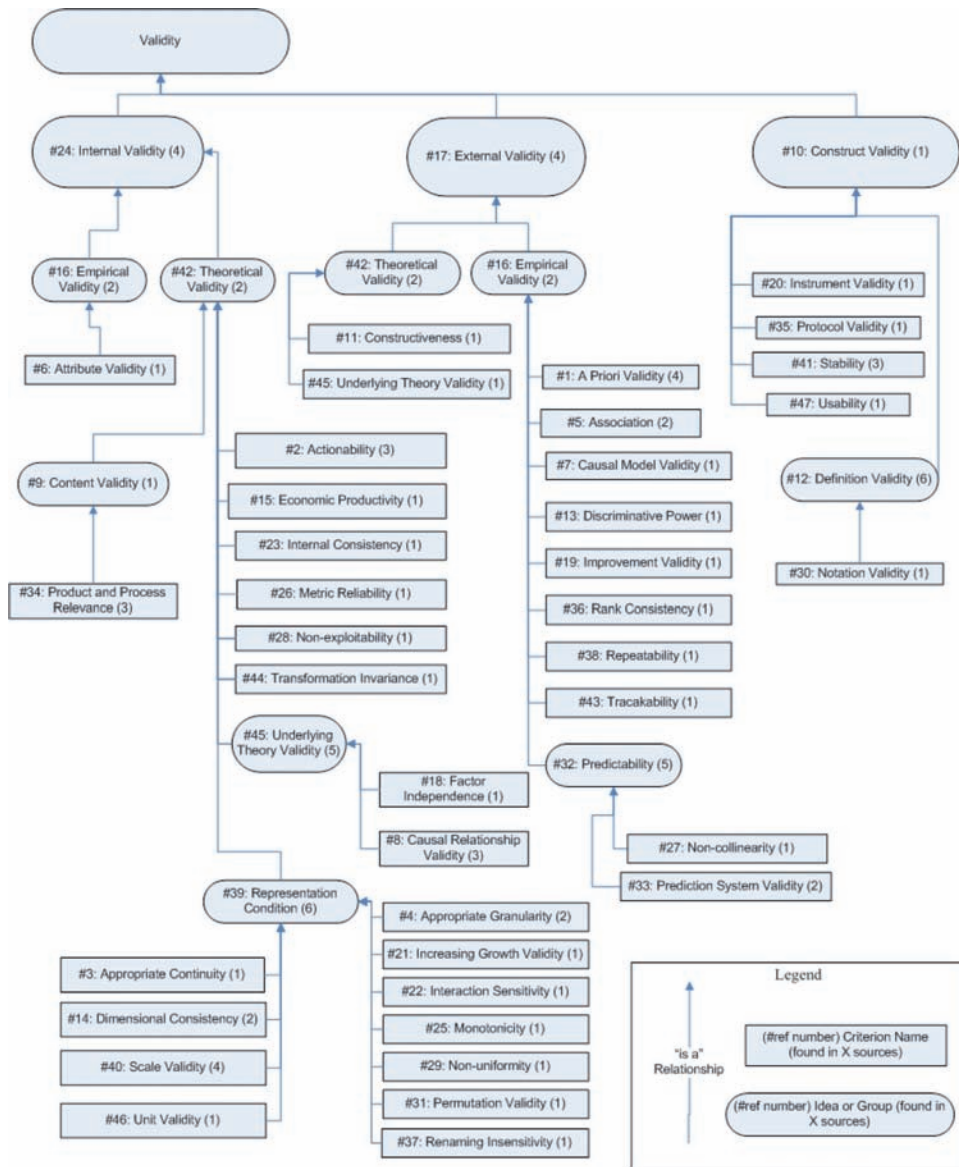 Validity
#24: Internal Validity (4)
#17: External Validity (4)
#10: Construct Validity (1)
#16: Empirical
Validity (2)
#42: Theoretical
Validity (2)
#42: Theoretical
Validity (2)
#16: Empirical
Validity (2)
#6: Attribute Validity (1)
#11: Constructiveness (1)
#45: Underlying Theory Validity (1)
#20: Instrument Validity (1)
#35: Protocol Validity (1)
#41: Stability (3)
#47: Usability (1)
#1: A Priori Validity (4)
#5: Association (2)
#7: Causal Model Validity (1)
#13: Discriminative Power (1)
#19: Improvement Validity (1)
#36: Rank Consistency (1)
#38: Repeatability (1)
#43: Tracakability (1)
#2: Actionability (3)
#15: Economic Productivity (1)
#23: Internal Consistency (1)
#26: Metric Reliability (1)
#28: Non-exploitability (1)
#44: Transformation Invariance (1)
#9: Content Validity (1)
#34: Product and Process
Relevance (3)
#12: Definition Validity (6)
#30: Notation Validity (1)
#45: Underlying
Theory Validity (5)
#18: Factor
Independence (1)
#8: Causal Relationship
Validity (3)
#32: Predictability (5)
#27: Non-collinearity (1)
#33: Prediction System Validity (2)
#39: Representation
Condition (6)
#3: Appropriate Continuity (1)
#14: Dimensional Consistency (2)
#40: Scale Validity (4)
#46: Unit Validity (1)
#4: Appropriate Granularity (2)
#21: Increasing Growth Validity (1)
#22: Interaction Sensitivity (1)
#25: Monotonicity (1)
#29: Non-uniformity (1)
#31: Permutation Validity (1)
#37: Renaming Insensitivity (1)
Legend
"is a"
Relationship
(#ref number) Criterion Name
(found in X sources)
(#ref number) Idea or Group (found in
X sources)